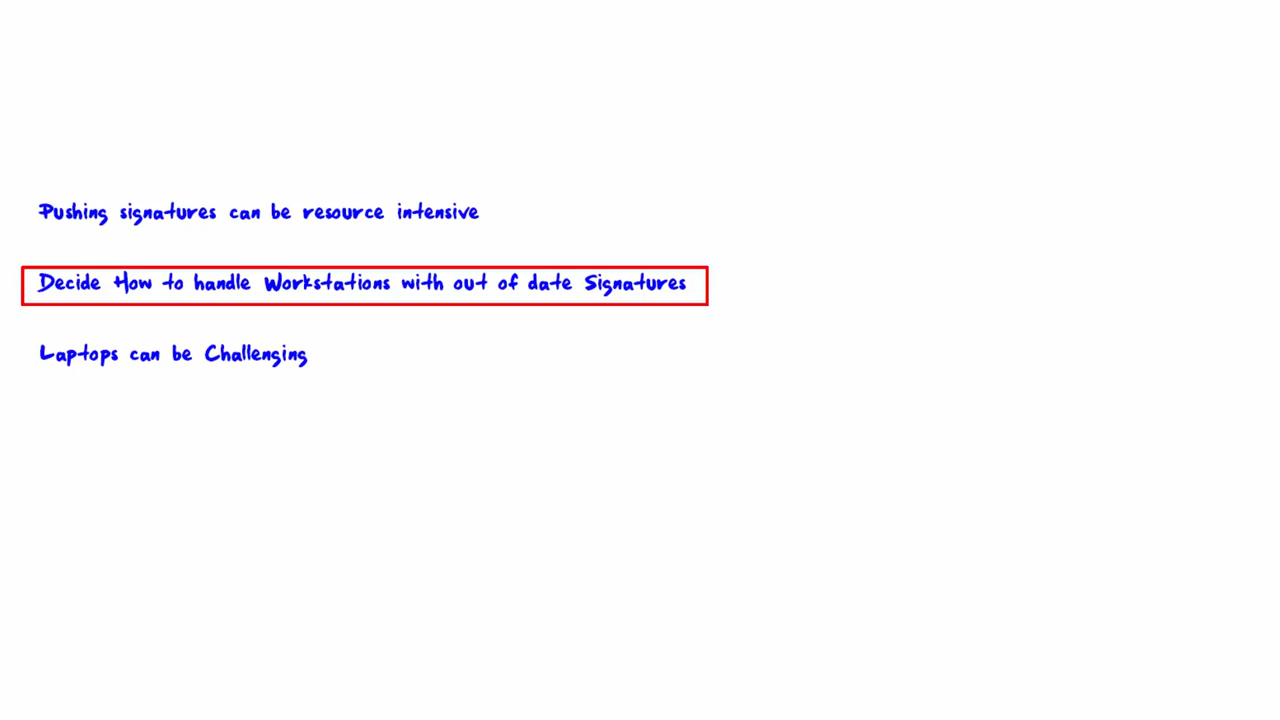 Pushing signatures can be resource intensive
Decide How to handle Workstations with out of date Signatures
Laptops can be Challenging